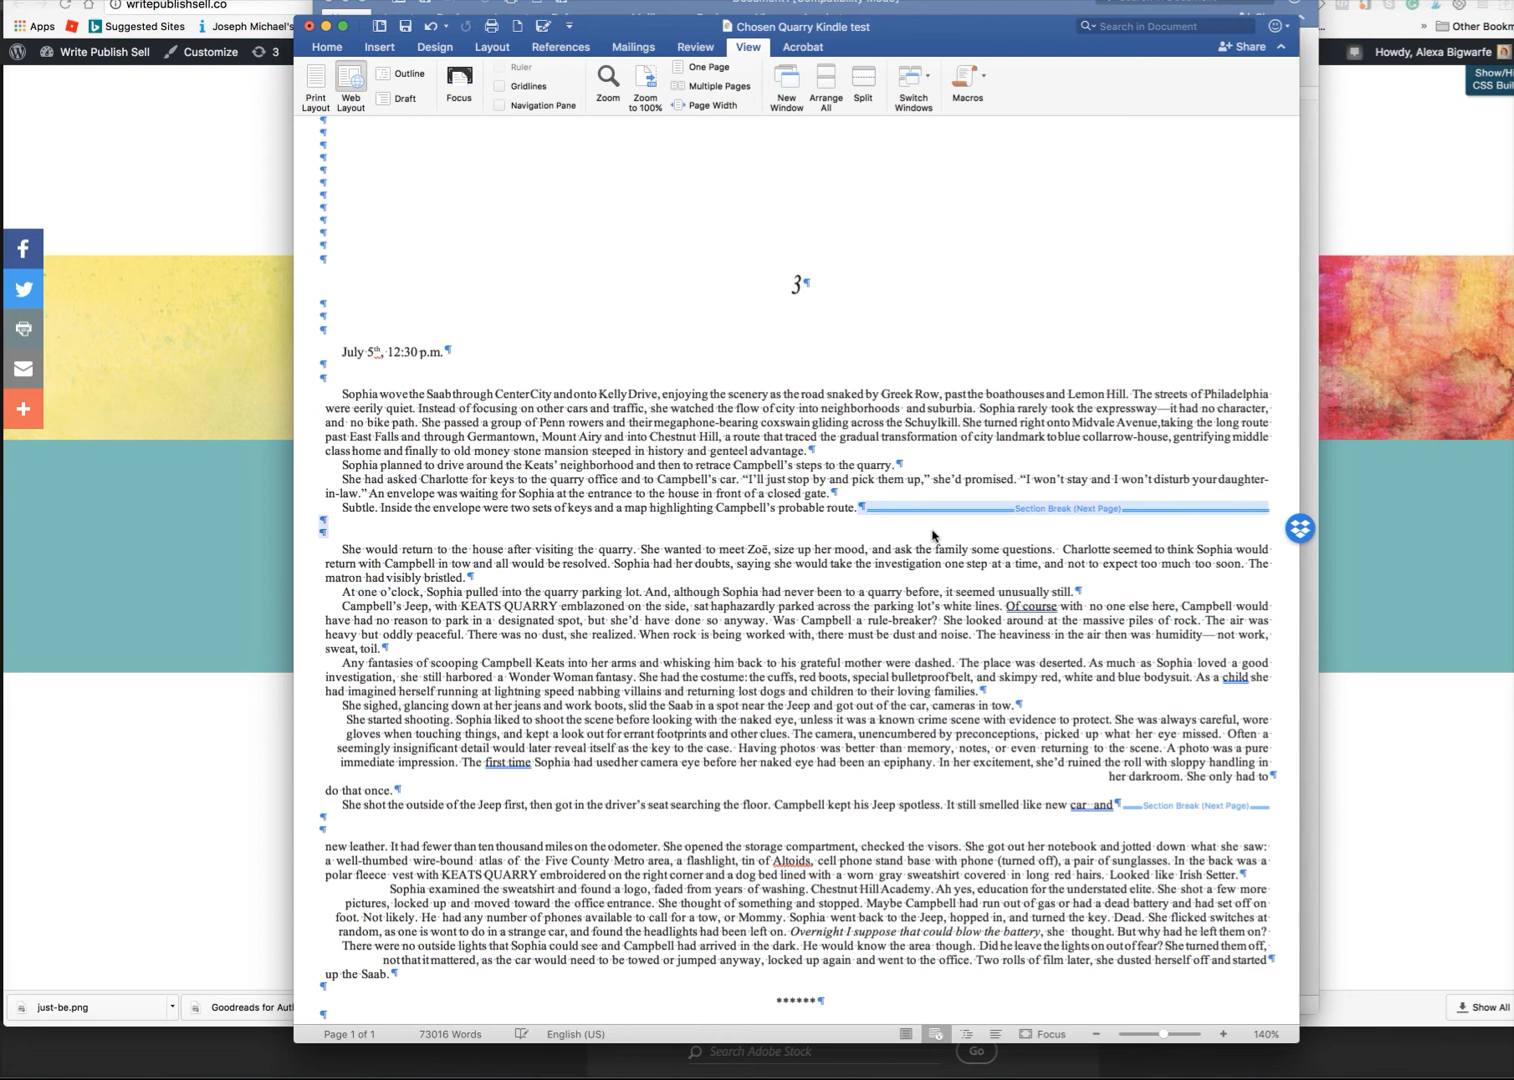 writepublishsell.co
Document1 [Compatibility Mode]
Chosen Quarry Kindle test
Search in Document
Apps
Suggested Sites
Joseph Michael's
Other Bookm
Home
Insert
Design
Layout
References
Mailings
Review
View
Acrobat
Share
Write Publish Sell
Customize
3
Howdy, Alexa Bigwarfe
Show/Hi
CSS Buil
Print
Layout
Web
Layout
Outline
Draft
Focus
Ruler
Gridlines
Navigation Pane
Zoom
Zoom
to 100%
One Page
Multiple Pages
Page Width
New
Window
Arrange
All
Split
Switch
Windows
Macros
3¶
July 5th, 12:30 p.m.¶
Sophia wove the Saab through Center City and onto Kelly Drive, enjoying the scenery as the road snaked by Greek Row, past the boathouses and Lemon Hill. The streets of Philadelphia
were eerily quiet. Instead of focusing on other cars and traffic, she watched the flow of city into neighborhoods and suburbia. Sophia rarely took the expressway—it had no character,
and no bike path. She passed a group of Penn rowers and their megaphone-bearing coxswain gliding across the Schuylkill. She turned right onto Midvale Avenue, taking the long route
past East Falls and through Germantown, Mount Airy and into Chestnut Hill, a route that traced the gradual transformation of city landmark to blue collar row-house, gentrifying middle
class home and finally to old money stone mansion steeped in history and genteel advantage.¶
Sophia planned to drive around the Keats' neighborhood and then to retrace Campbell's steps to the quarry.¶
She had asked Charlotte for keys to the quarry office and to Campbell's car. "I'll just stop by and pick them up," she'd promised. "I won't stay and I won't disturb your daughter-
in-law." An envelope was waiting for Sophia at the entrance to the house in front of a closed gate.¶
Subtle. Inside the envelope were two sets of keys and a map highlighting Campbell's probable route.¶ Section Break (Next Page)
¶
¶
She would return to the house after visiting the quarry. She wanted to meet Zoë, size up her mood, and ask the family some questions. Charlotte seemed to think Sophia would
return with Campbell in tow and all would be resolved. Sophia had her doubts, saying she would take the investigation one step at a time, and not to expect too much too soon. The
matron had visibly bristled.¶
At one o'clock, Sophia pulled into the quarry parking lot. And, although Sophia had never been to a quarry before, it seemed unusually still.¶
Campbell's Jeep, with KEATS QUARRY emblazoned on the side, sat haphazardly parked across the parking lot's white lines. Of course with no one else here, Campbell would
have had no reason to park in a designated spot, but she'd have done so anyway. Was Campbell a rule-breaker? She looked around at the massive piles of rock. The air was
heavy but oddly peaceful. There was no dust, she realized. When rock is being worked with, there must be dust and noise. The heaviness in the air then was humidity—not work,
sweat, toil.¶
Any fantasies of scooping Campbell Keats into her arms and whisking him back to his grateful mother were dashed. The place was deserted. As much as Sophia loved a good
investigation, she still harbored a Wonder Woman fantasy. She had the costume: the cuffs, red boots, special bulletproof belt, and skimpy red, white and blue bodysuit. As a child she
had imagined herself running at lightning speed nabbing villains and returning lost dogs and children to their loving families.¶
She sighed, glancing down at her jeans and work boots, slid the Saab in a spot near the Jeep and got out of the car, cameras in tow.¶
She started shooting. Sophia liked to shoot the scene before looking with the naked eye, unless it was a known crime scene with evidence to protect. She was always careful, wore
gloves when touching things, and kept a look out for errant footprints and other clues. The camera, unencumbered by preconceptions, picked up what her eye missed. Often a
seemingly insignificant detail would later reveal itself as the key to the case. Having photos was better than memory, notes, or even returning to the scene. A photo was a pure
immediate impression. The first time Sophia had used her camera eye before her naked eye had been an epiphany. In her excitement, she'd ruined the roll with sloppy handling in
her darkroom. She only had to¶
do that once.¶
She shot the outside of the Jeep first, then got in the driver's seat searching the floor. Campbell kept his Jeep spotless. It still smelled like new car and¶ Section Break (Next Page)
¶
¶
new leather. It had fewer than ten thousand miles on the odometer. She opened the storage compartment, checked the visors. She got out her notebook and jotted down what she saw:
a well-thumbed wire-bound atlas of the Five County Metro area, a flashlight, tin of Altoids, cell phone stand base with phone (turned off), a pair of sunglasses. In the back was a
polar fleece vest with KEATS QUARRY embroidered on the right corner and a dog bed lined with a worn gray sweatshirt covered in long red hairs. Looked like Irish Setter.¶
Sophia examined the sweatshirt and found a logo, faded from years of washing. Chestnut Hill Academy. Ah yes, education for the understated elite. She shot a few more
pictures, locked up and moved toward the office entrance. She thought of something and stopped. Maybe Campbell had run out of gas or had a dead battery and had set off on
foot. Not likely. He had any number of phones available to call for a tow, or Mommy. Sophia went back to the Jeep, hopped in, and turned the key. Dead. She flicked switches at
random, as one is wont to do in a strange car, and found the headlights had been left on. Overnight I suppose that could blow the battery, she thought. But why had he left them on?
There were no outside lights that Sophia could see and Campbell had arrived in the dark. He would know the area though. Did he leave the lights on out of fear? She turned them off,
not that it mattered, as the car would need to be towed or jumped anyway, locked up again and went to the office. Two rolls of film later, she dusted herself off and started¶
up the Saab.¶
¶
******¶
¶
just-be.png
Goodreads for Aut
Show All
Page 1 of 1
73016 Words
English (US)
Focus
140%
Search Adobe Stock
Go